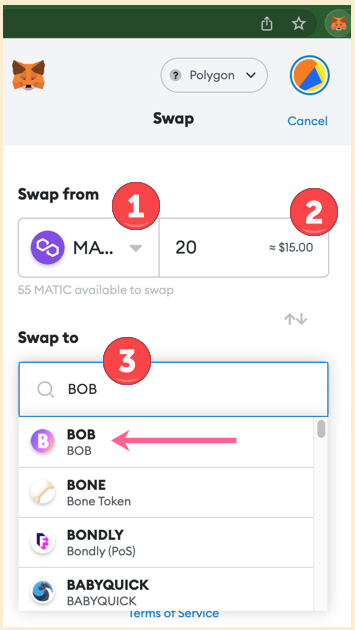 ? Polygon
Swap
Cancel
Swap from
1
2
MA...
20
≈ $15.00
55 MATIC available to swap
Swap to
3
BOB
B
BOB
BOB
BONE
Bone Token
BONDLY
Bondly (PoS)
BABYQUICK
BABYQUICK
Terms of Service